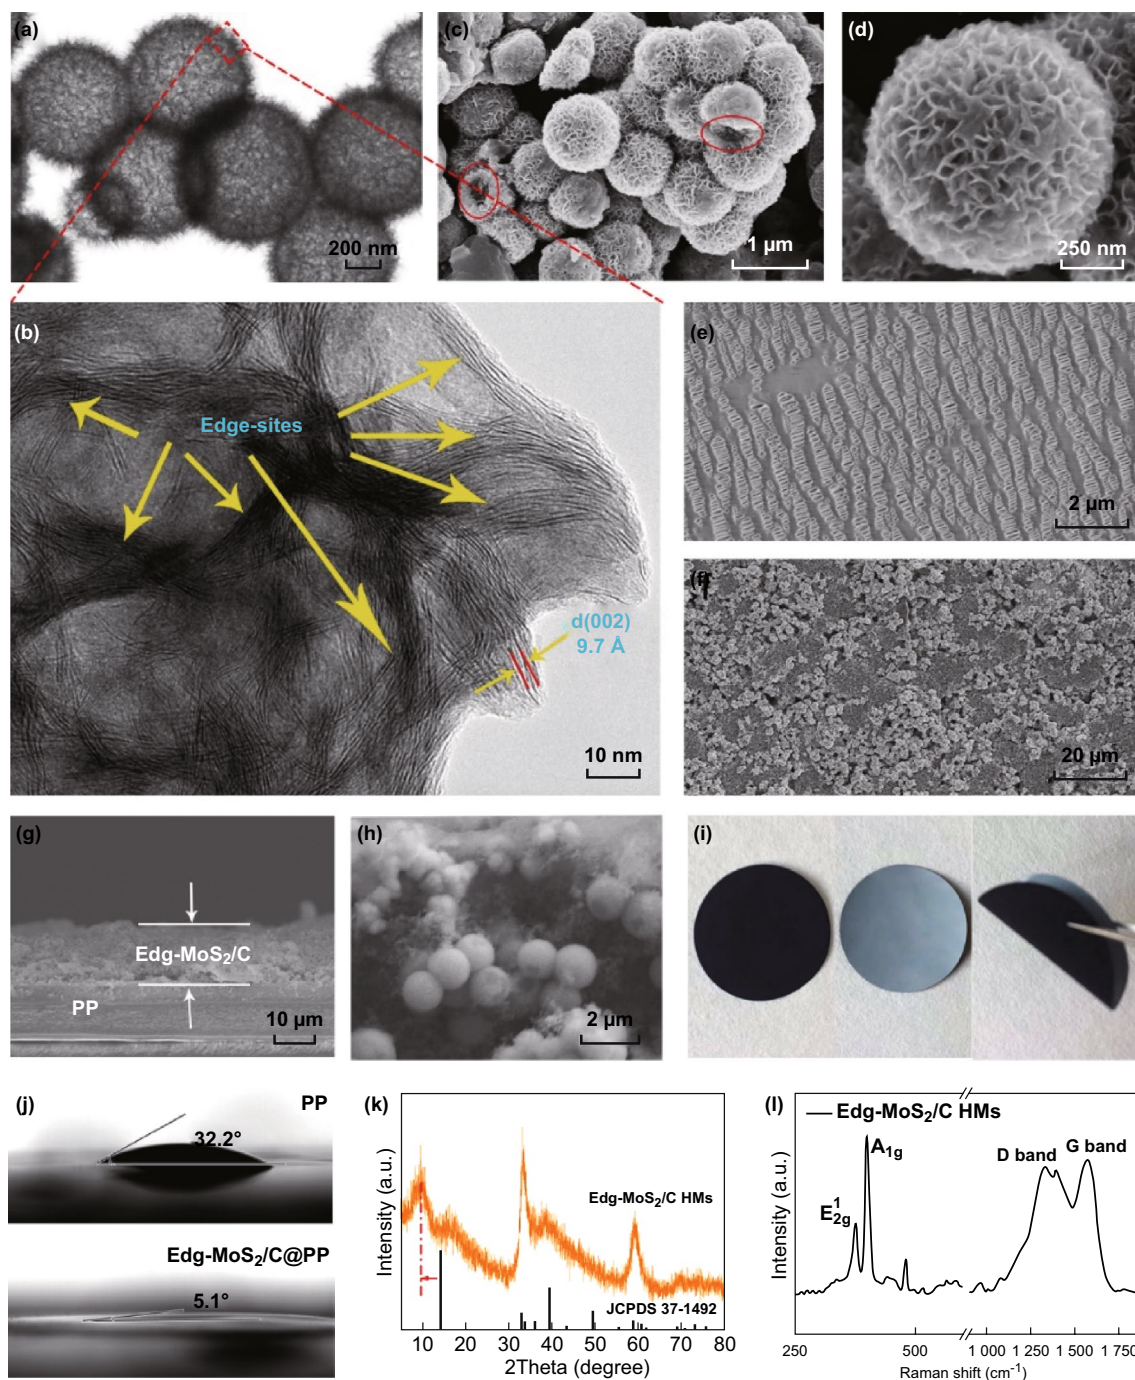 (a)
200 nm
(c)
1 µm
(d)
250 nm
(b)
Edge-sites
d(002)
9.7 Å
10 nm
(e)
2 µm
(f)
20 µm
(g)
Edg-MoS₂/C
PP
10 µm
(h)
2 µm
(i)
(j)
PP
32.2°
Edg-MoS₂/C@PP
5.1°
(k)
Intensity (a.u.)
Edg-MoS₂/C HMs
JCPDS 37-1492
10 20 30 40 50 60 70 80
2Theta (degree)
(l)
Intensity (a.u.)
Edg-MoS₂/C HMs
A₁g
E¹₂g
D band
G band
250 500 1 000 1 250 1 500 1 750
Raman shift (cm⁻¹)